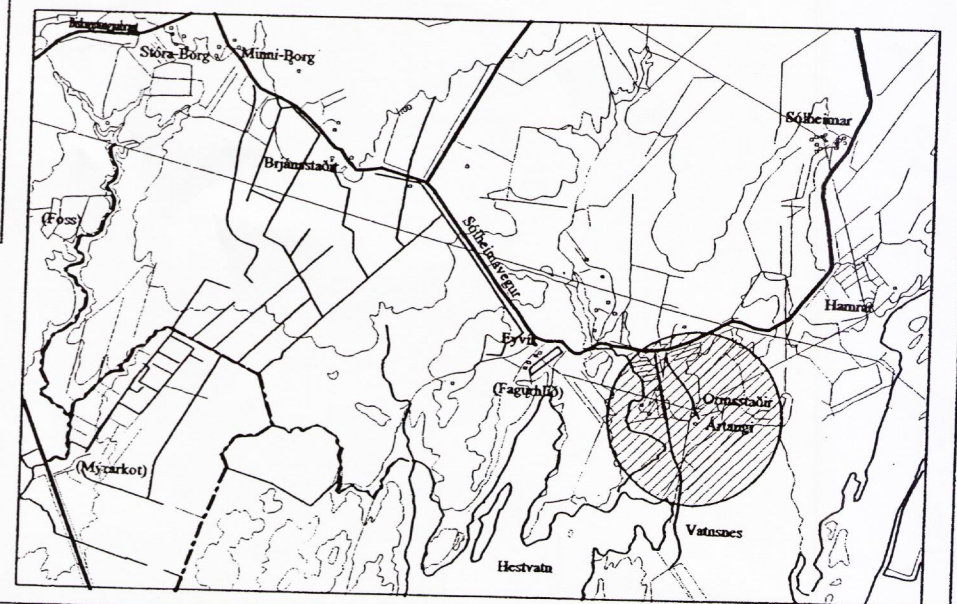 Stóra-Borg
Minni-Borg
Sólheimar
Brjánsstaðir
(Foss)
Sólheimavegur
Hamrar
Eyvík
(Fagurhlíð)
Ormsstaðir
Ártangi
(Mýrarkot)
Vatnsnes
Hestvatn